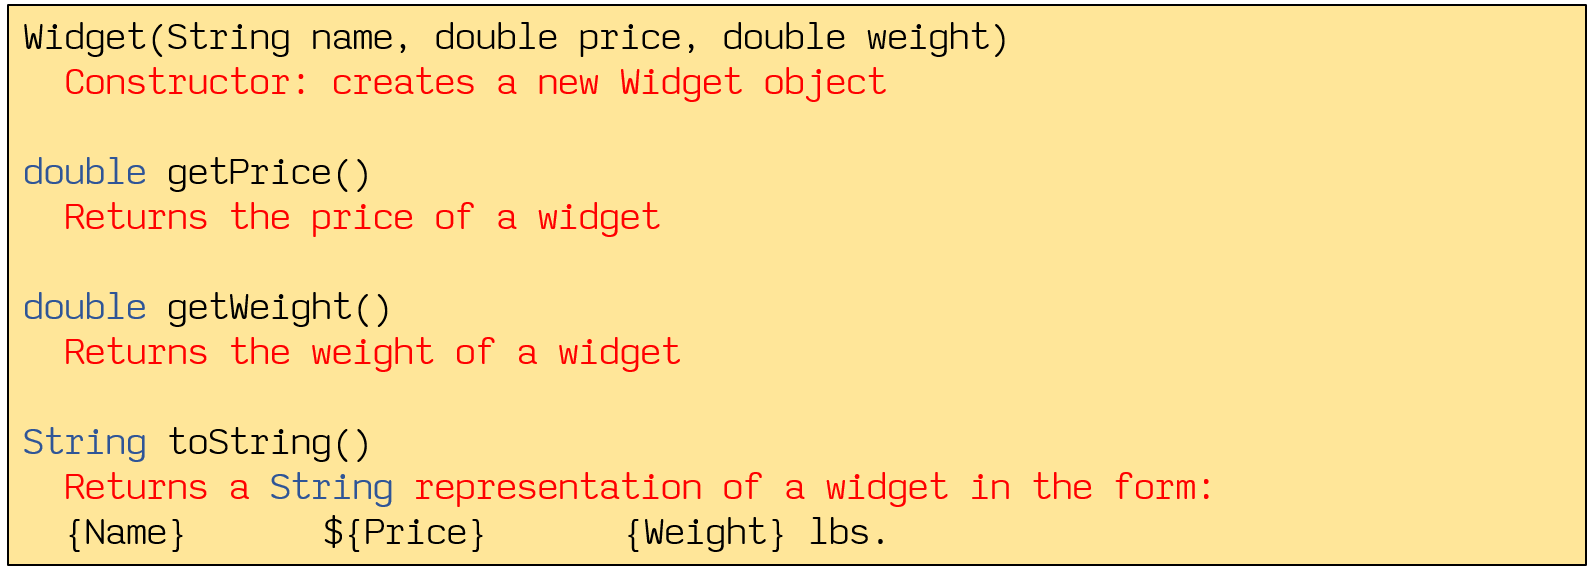 Widget(String name, double price, double weight)
Constructor: creates a new Widget object
double getPrice()
Returns the price of a widget
double getWeight()
Returns the weight of a widget
String toString()
Returns a String representation of a widget in the form:
{Name} ${Price} {Weight} lbs.